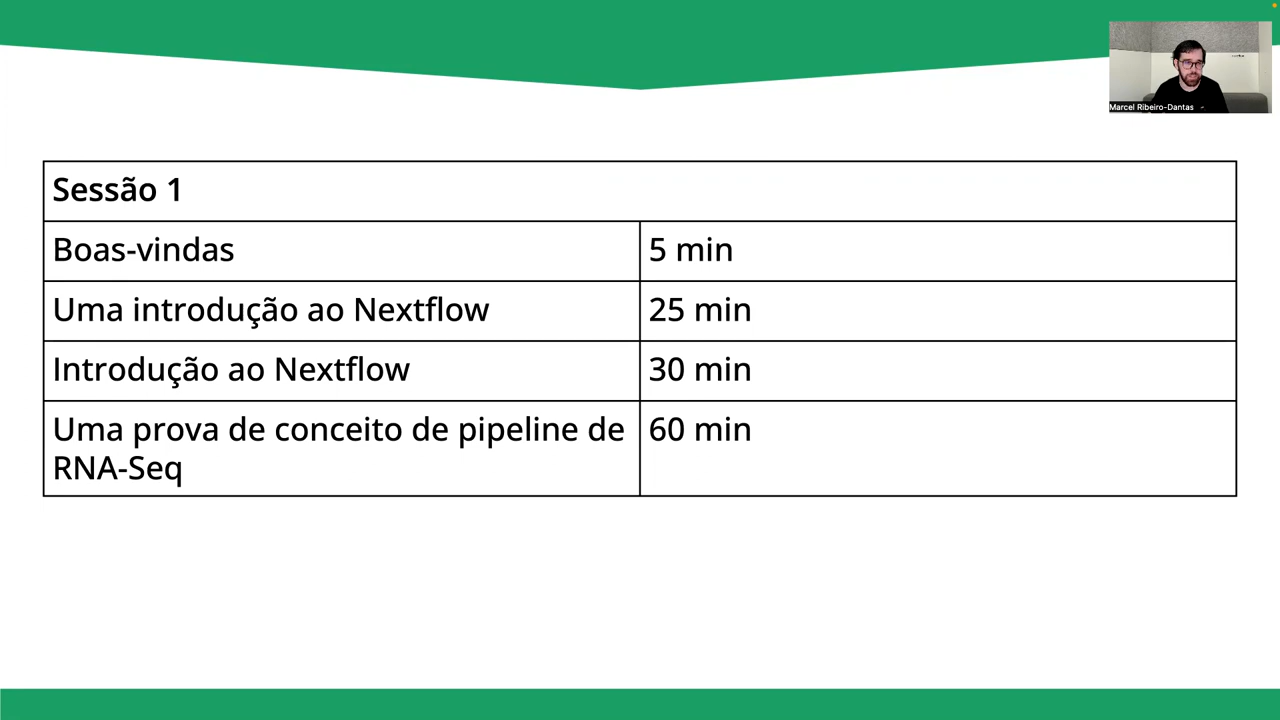 Marcel Ribeiro-Dantas
Sessão 1
Boas-vindas
5 min
Uma introdução ao Nextflow
25 min
Introdução ao Nextflow
30 min
Uma prova de conceito de pipeline de
RNA-Seq
60 min